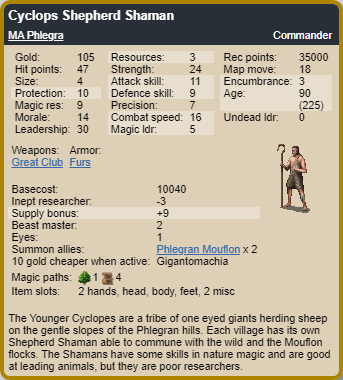 Cyclops Shepherd Shaman
MA Phlegra Commander
Gold: 105 Resources: 3 Rec points: 35000
Hit points: 47 Strength: 24 Map move: 18
Size: 4 Attack skill: 11 Encumbrance: 3
Protection: 10 Defence skill: 9 Age: 90
Magic res: 9 Precision: 7 (225)
Morale: 14 Combat speed: 16 Undead ldr: 0
Leadership: 30 Magic ldr: 5
Weapons: Armor:
Great Club Furs
Basecost: 10040
Inept researcher: -3
Supply bonus: +9
Beast master: 2
Eyes: 1
Summon allies: Phlegran Mouflon x 2
10 gold cheaper when active: Gigantomachia
Magic paths: 1 4
Item slots: 2 hands, head, body, feet, 2 misc
The Younger Cyclopes are a tribe of one eyed giants herding sheep
on the gentle slopes of the Phlegran hills. Each village has its own
Shepherd Shaman able to commune with the wild and the Mouflon
flocks. The Shamans have some skills in nature magic and are good
at leading animals, but they are poor researchers.